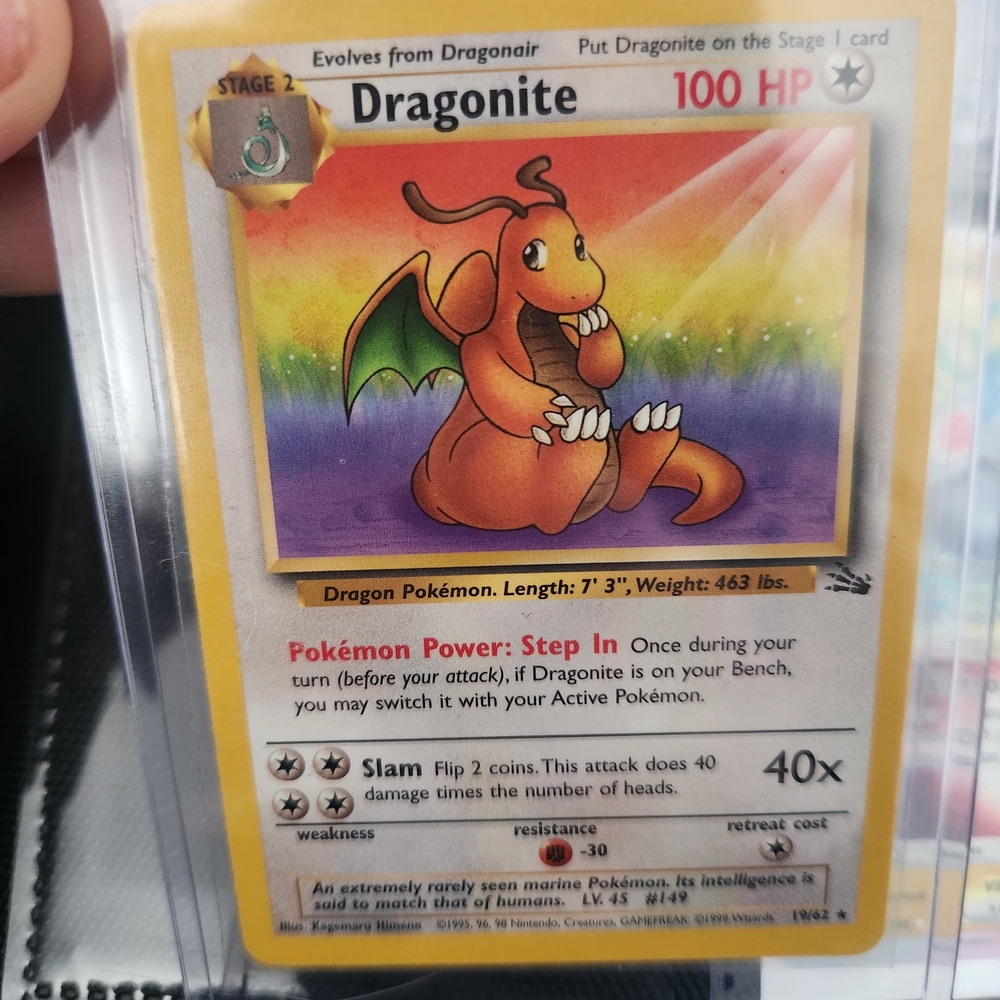 Evolves from Dragonair Put Dragonite on the Stage 1 card
STAGE 2
Dragonite 100 HP
Dragon Pokémon. Length: 7' 3", Weight: 463 lbs.
Pokémon Power: Step In Once during your
turn (before your attack), if Dragonite is on your Bench,
you may switch it with your Active Pokémon.
Slam Flip 2 coins. This attack does 40
damage times the number of heads.
40x
weakness resistance retreat cost
-30
An extremely rarely seen marine Pokémon. Its intelligence is
said to match that of humans. LV. 45 #149
Illus. Kagemaru Himeno ©1995, 96, 98 Nintendo, Creatures, GAMEFREAK. ©1999 Wizards. 19/62